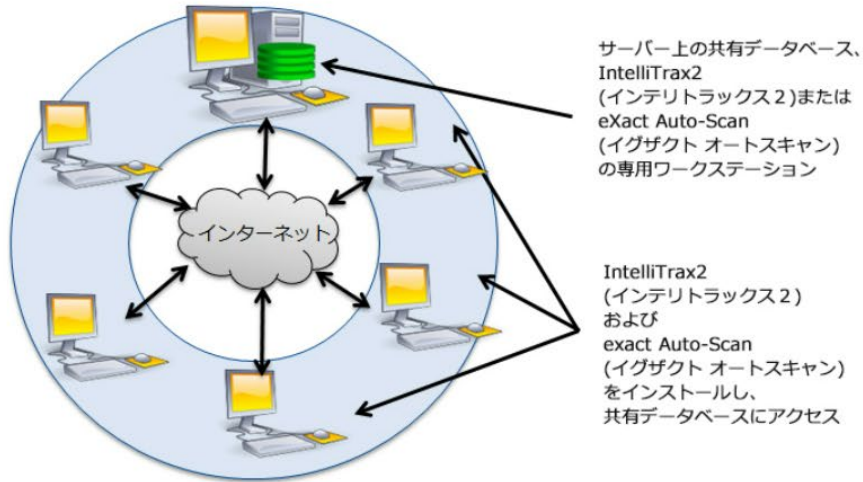 サーバー上の共有データベース、
IntelliTrax2
(インテリトラックス２)または
eXact Auto-Scan
(イグザクト オートスキャン)
の専用ワークステーション
インターネット
IntelliTrax2
(インテリトラックス２)
および
exact Auto-Scan
(イグザクト オートスキャン)
をインストールし、
共有データベースにアクセス